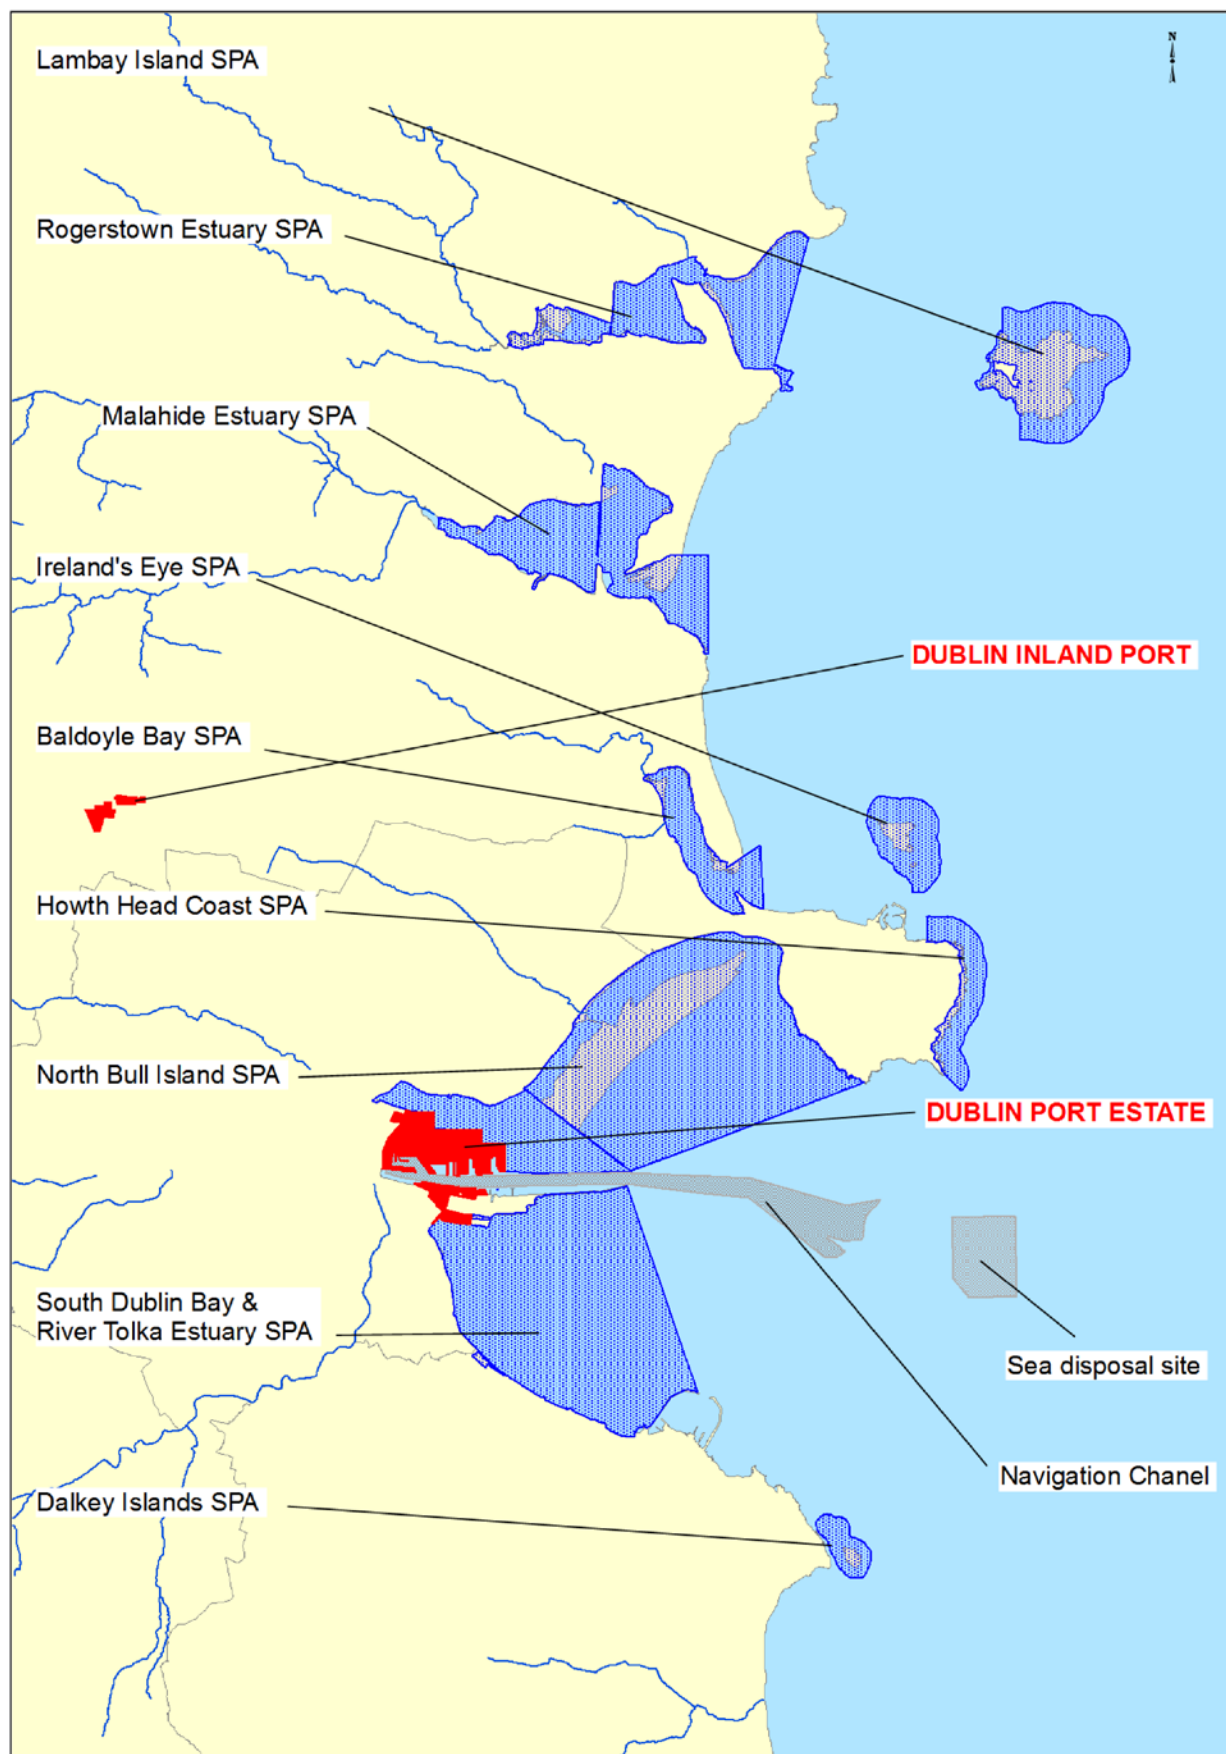 N
Lambay Island SPA
Rogerstown Estuary SPA
Malahide Estuary SPA
Ireland's Eye SPA
DUBLIN INLAND PORT
Baldoyle Bay SPA
Howth Head Coast SPA
North Bull Island SPA
DUBLIN PORT ESTATE
South Dublin Bay &
River Tolka Estuary SPA
Sea disposal site
Navigation Chanel
Dalkey Islands SPA